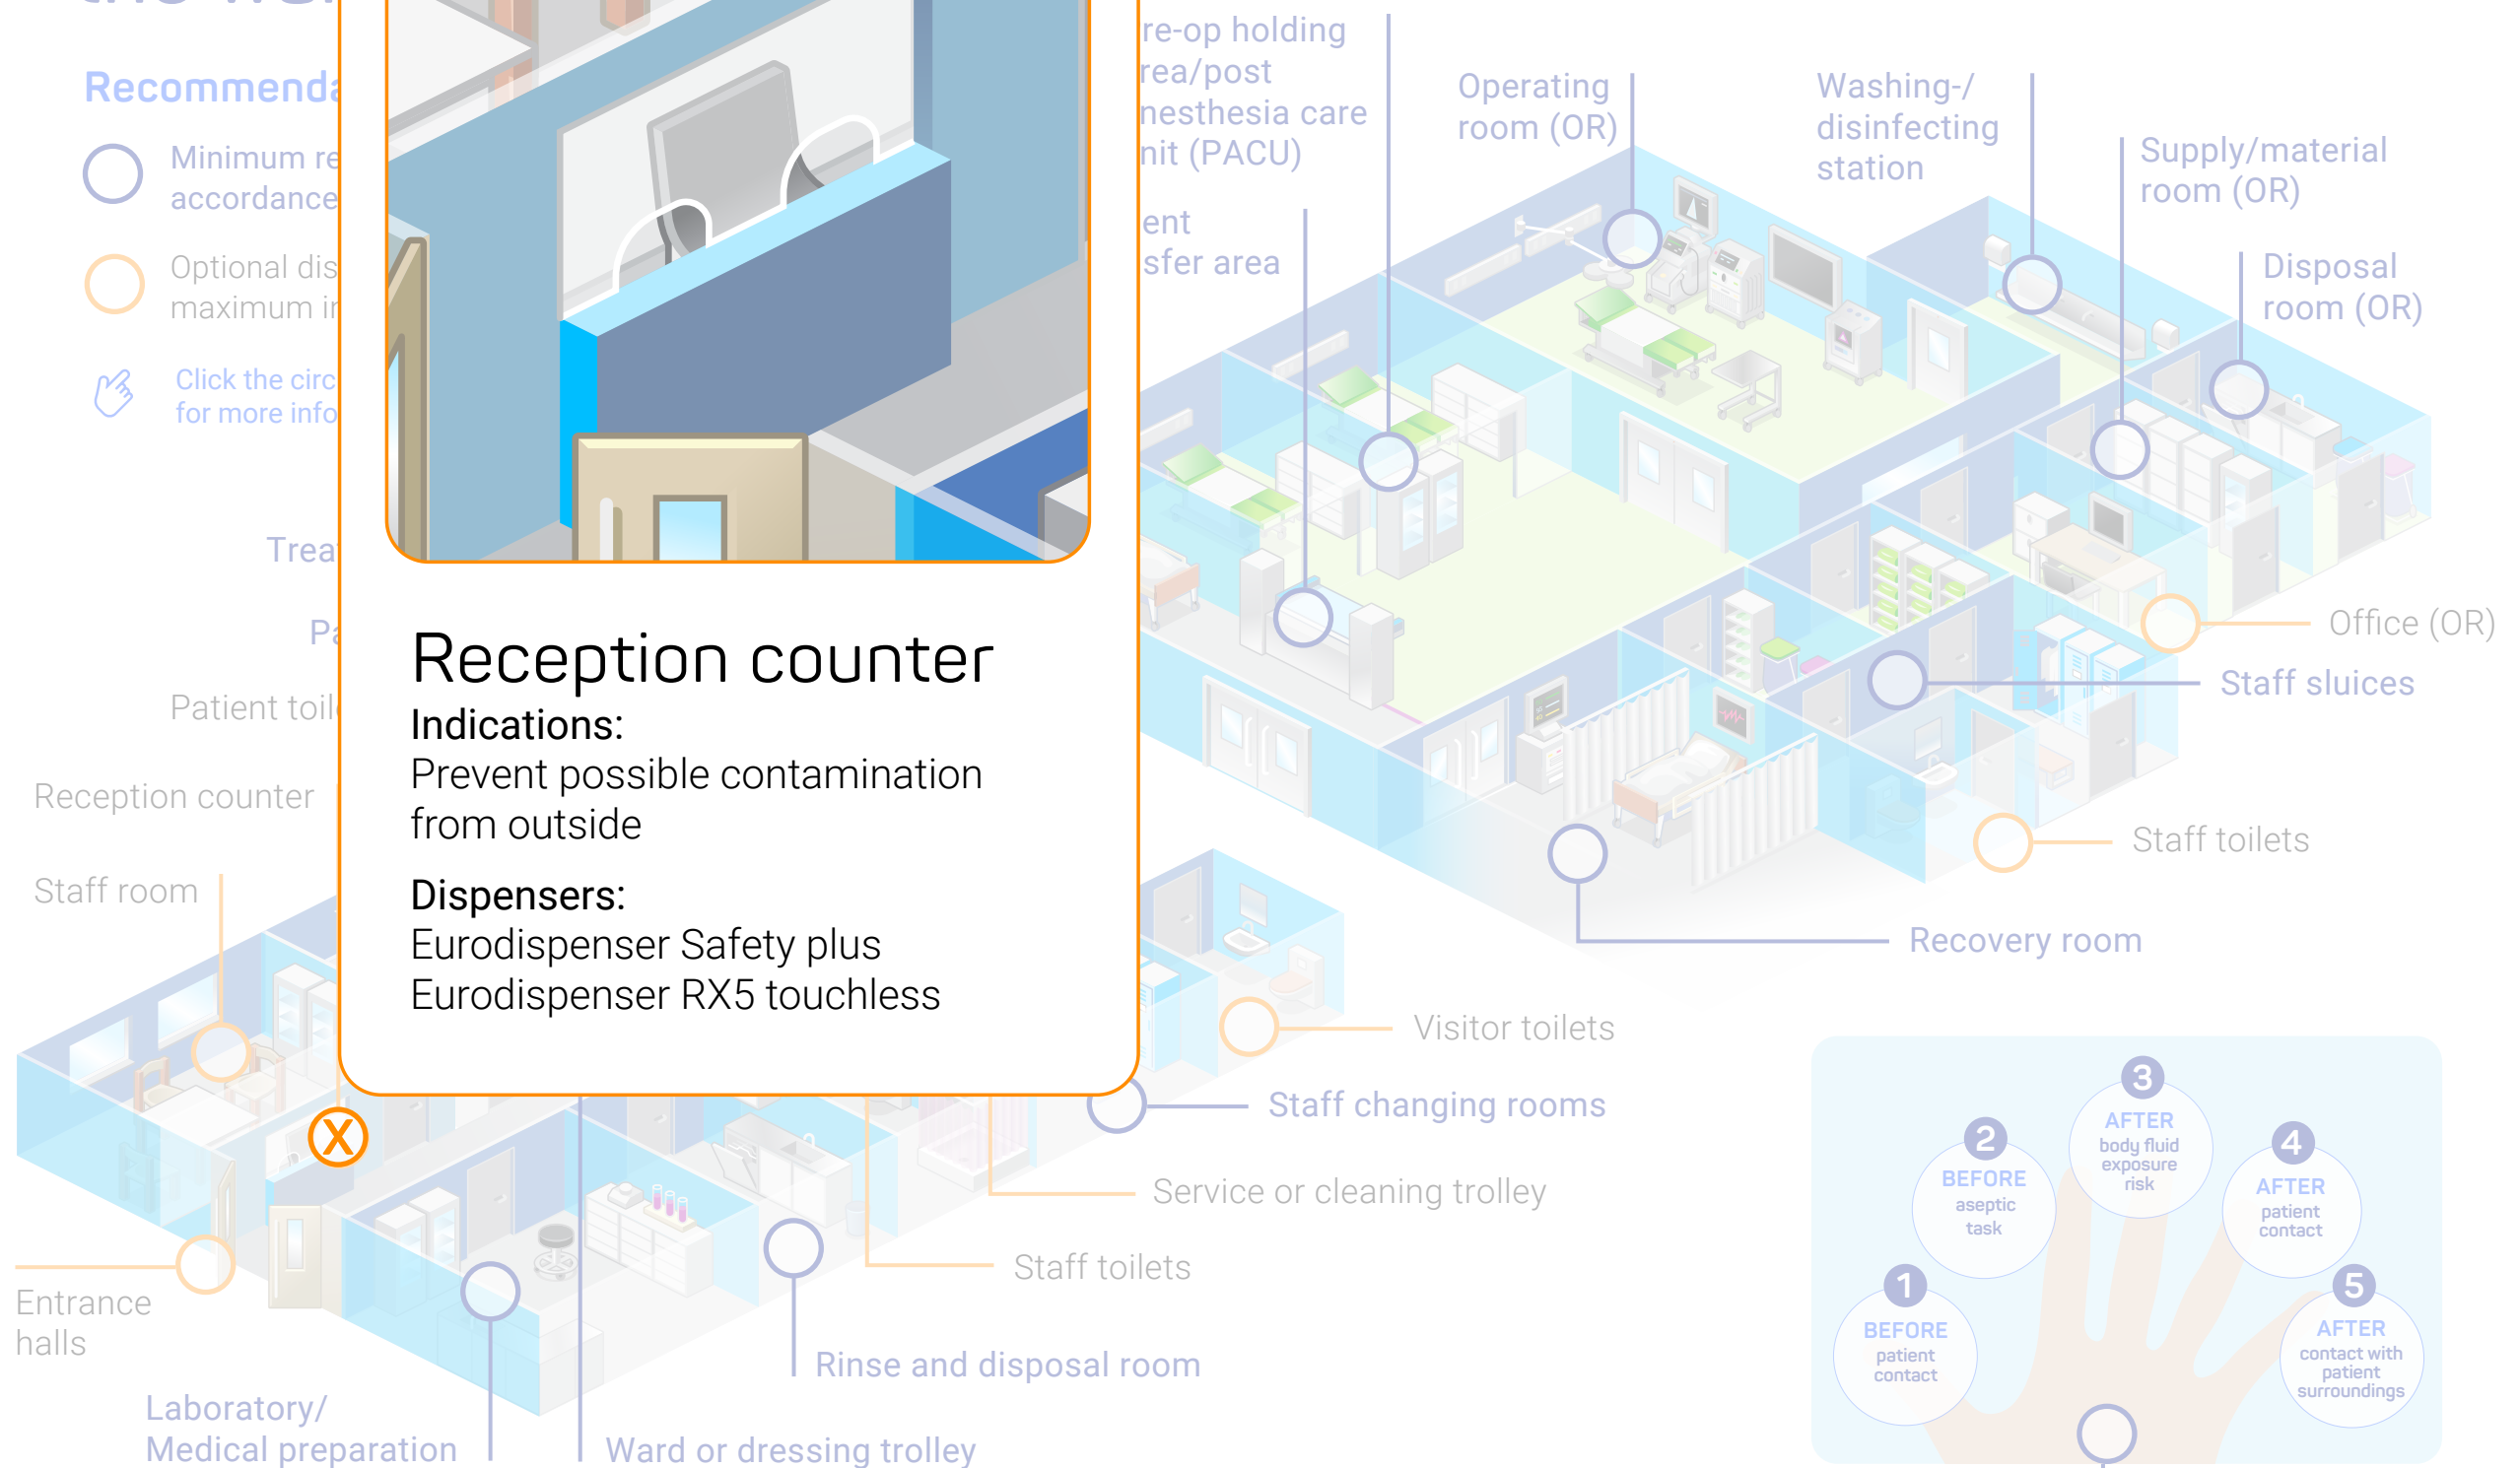 Recommenda
Minimum re
accordance
Optional dis
maximum in
Click the circ
for more info
Trea
Pa
Patient toil
Reception counter
Staff room
Reception counter
Indications:
Prevent possible contamination
from outside
Dispensers:
Eurodispenser Safety plus
Eurodispenser RX5 touchless
re-op holding
rea/post
nesthesia care
nit (PACU)
ent
sfer area
Operating
room (OR)
Washing-/
disinfecting
station
Supply/material
room (OR)
Disposal
room (OR)
Office (OR)
Staff sluices
Staff toilets
Recovery room
Visitor toilets
Staff changing rooms
Service or cleaning trolley
Staff toilets
Rinse and disposal room
X
Entrance
halls
Laboratory/
Medical preparation
Ward or dressing trolley
1
BEFORE
patient
contact
2
BEFORE
aseptic
task
3
AFTER
body fluid
exposure
risk
4
AFTER
patient
contact
5
AFTER
contact with
patient
surroundings